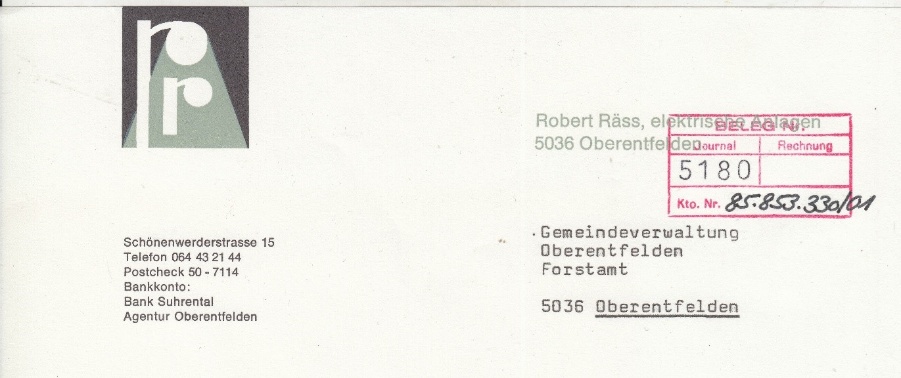 rr
Robert Räss, elektrische Anlagen
5036 Oberentfelden
BELEG Nr.
Journal Rechnung
5180
Kto. Nr. 85.853.330/01
Schönenwerderstrasse 15
Telefon 064 43 21 44
Postcheck 50 - 7114
Bankkonto:
Bank Suhrental
Agentur Oberentfelden
Gemeindeverwaltung
Oberentfelden
Forstamt
5036 Oberentfelden